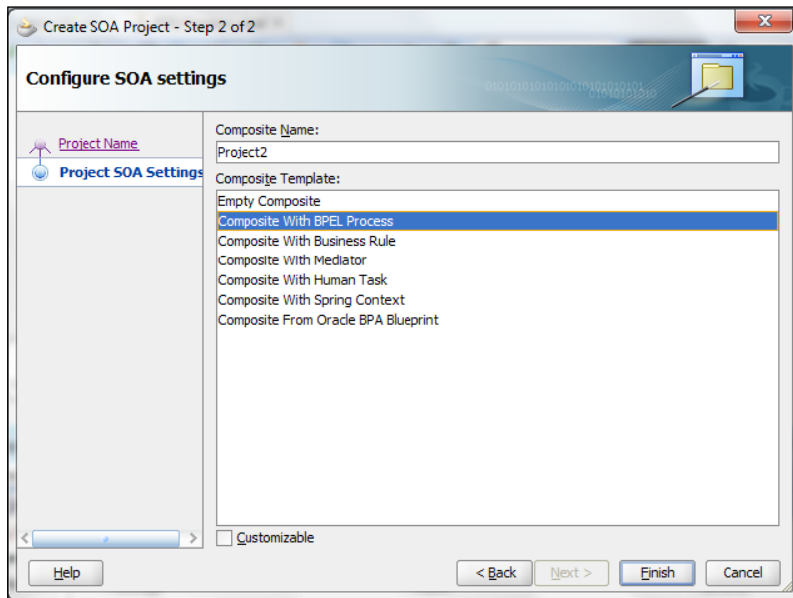 Create SOA Project - Step 2 of 2
Configure SOA settings
Project Name
Project SOA Settings
Composite Name:
Project2
Composite Template:
Empty Composite
Composite With BPEL Process
Composite With Business Rule
Composite With Mediator
Composite With Human Task
Composite With Spring Context
Composite From Oracle BPA Blueprint
Customizable
Help
< Back
Next >
Finish
Cancel